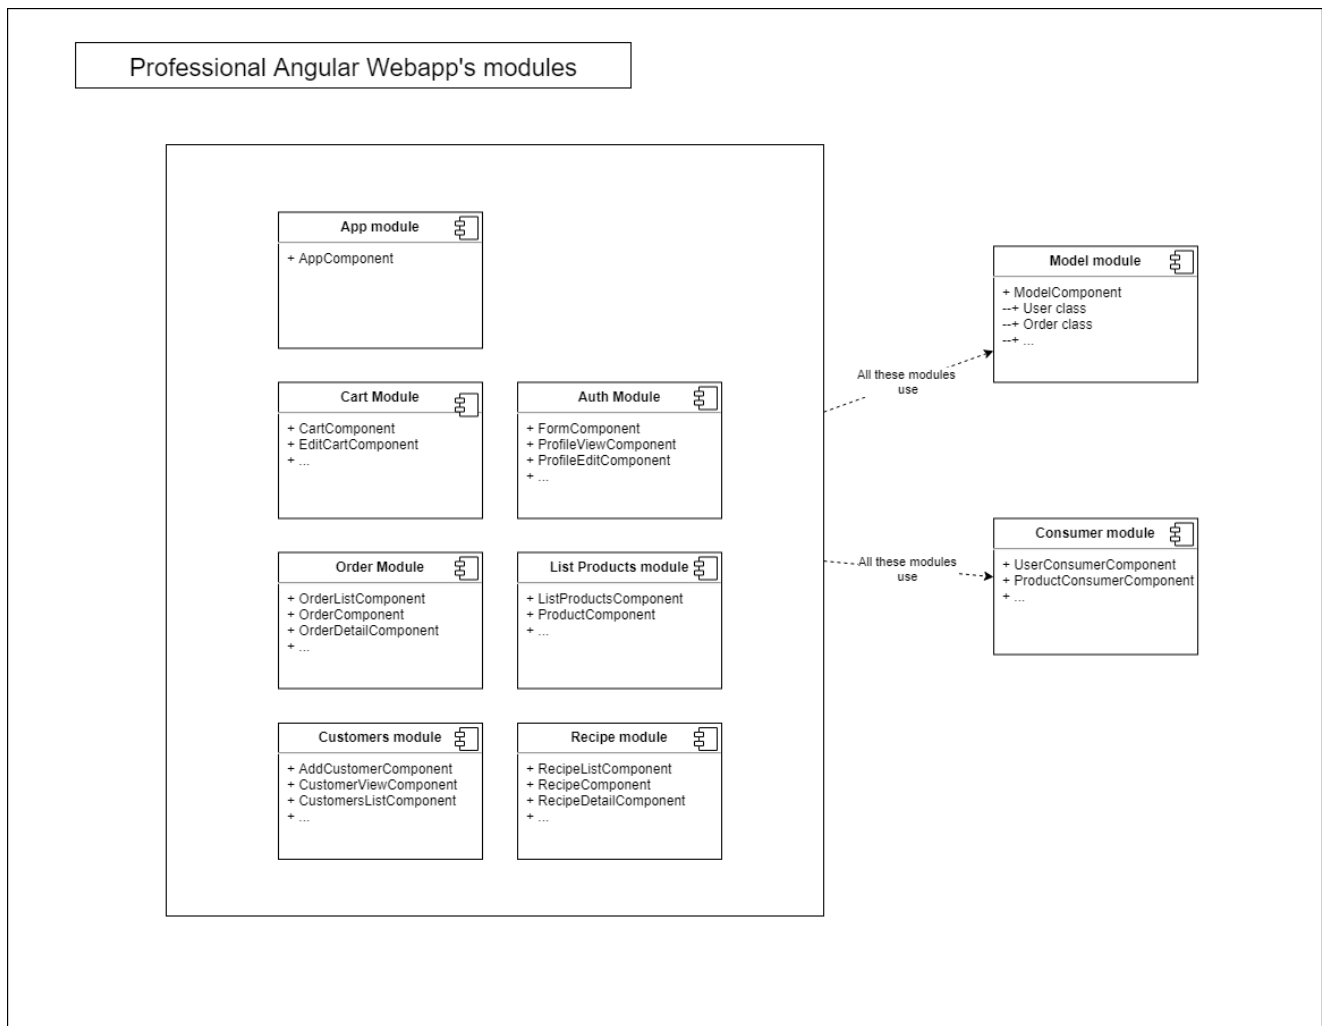 Professional Angular Webapp's modules
App module
+ AppComponent
Cart Module
+ CartComponent
+ EditCartComponent
+ ...
Auth Module
+ FormComponent
+ ProfileViewComponent
+ ProfileEditComponent
+ ...
Order Module
+ OrderListComponent
+ OrderComponent
+ OrderDetailComponent
+ ...
List Products module
+ ListProductsComponent
+ ProductComponent
+ ...
Customers module
+ AddCustomerComponent
+ CustomerViewComponent
+ CustomersListComponent
+ ...
Recipe module
+ RecipeListComponent
+ RecipeComponent
+ RecipeDetailComponent
+ ...
All these modules
use
Model module
+ ModelComponent
--+ User class
--+ Order class
--+ ...
All these modules
use
Consumer module
+ UserConsumerComponent
+ ProductConsumerComponent
+ ...